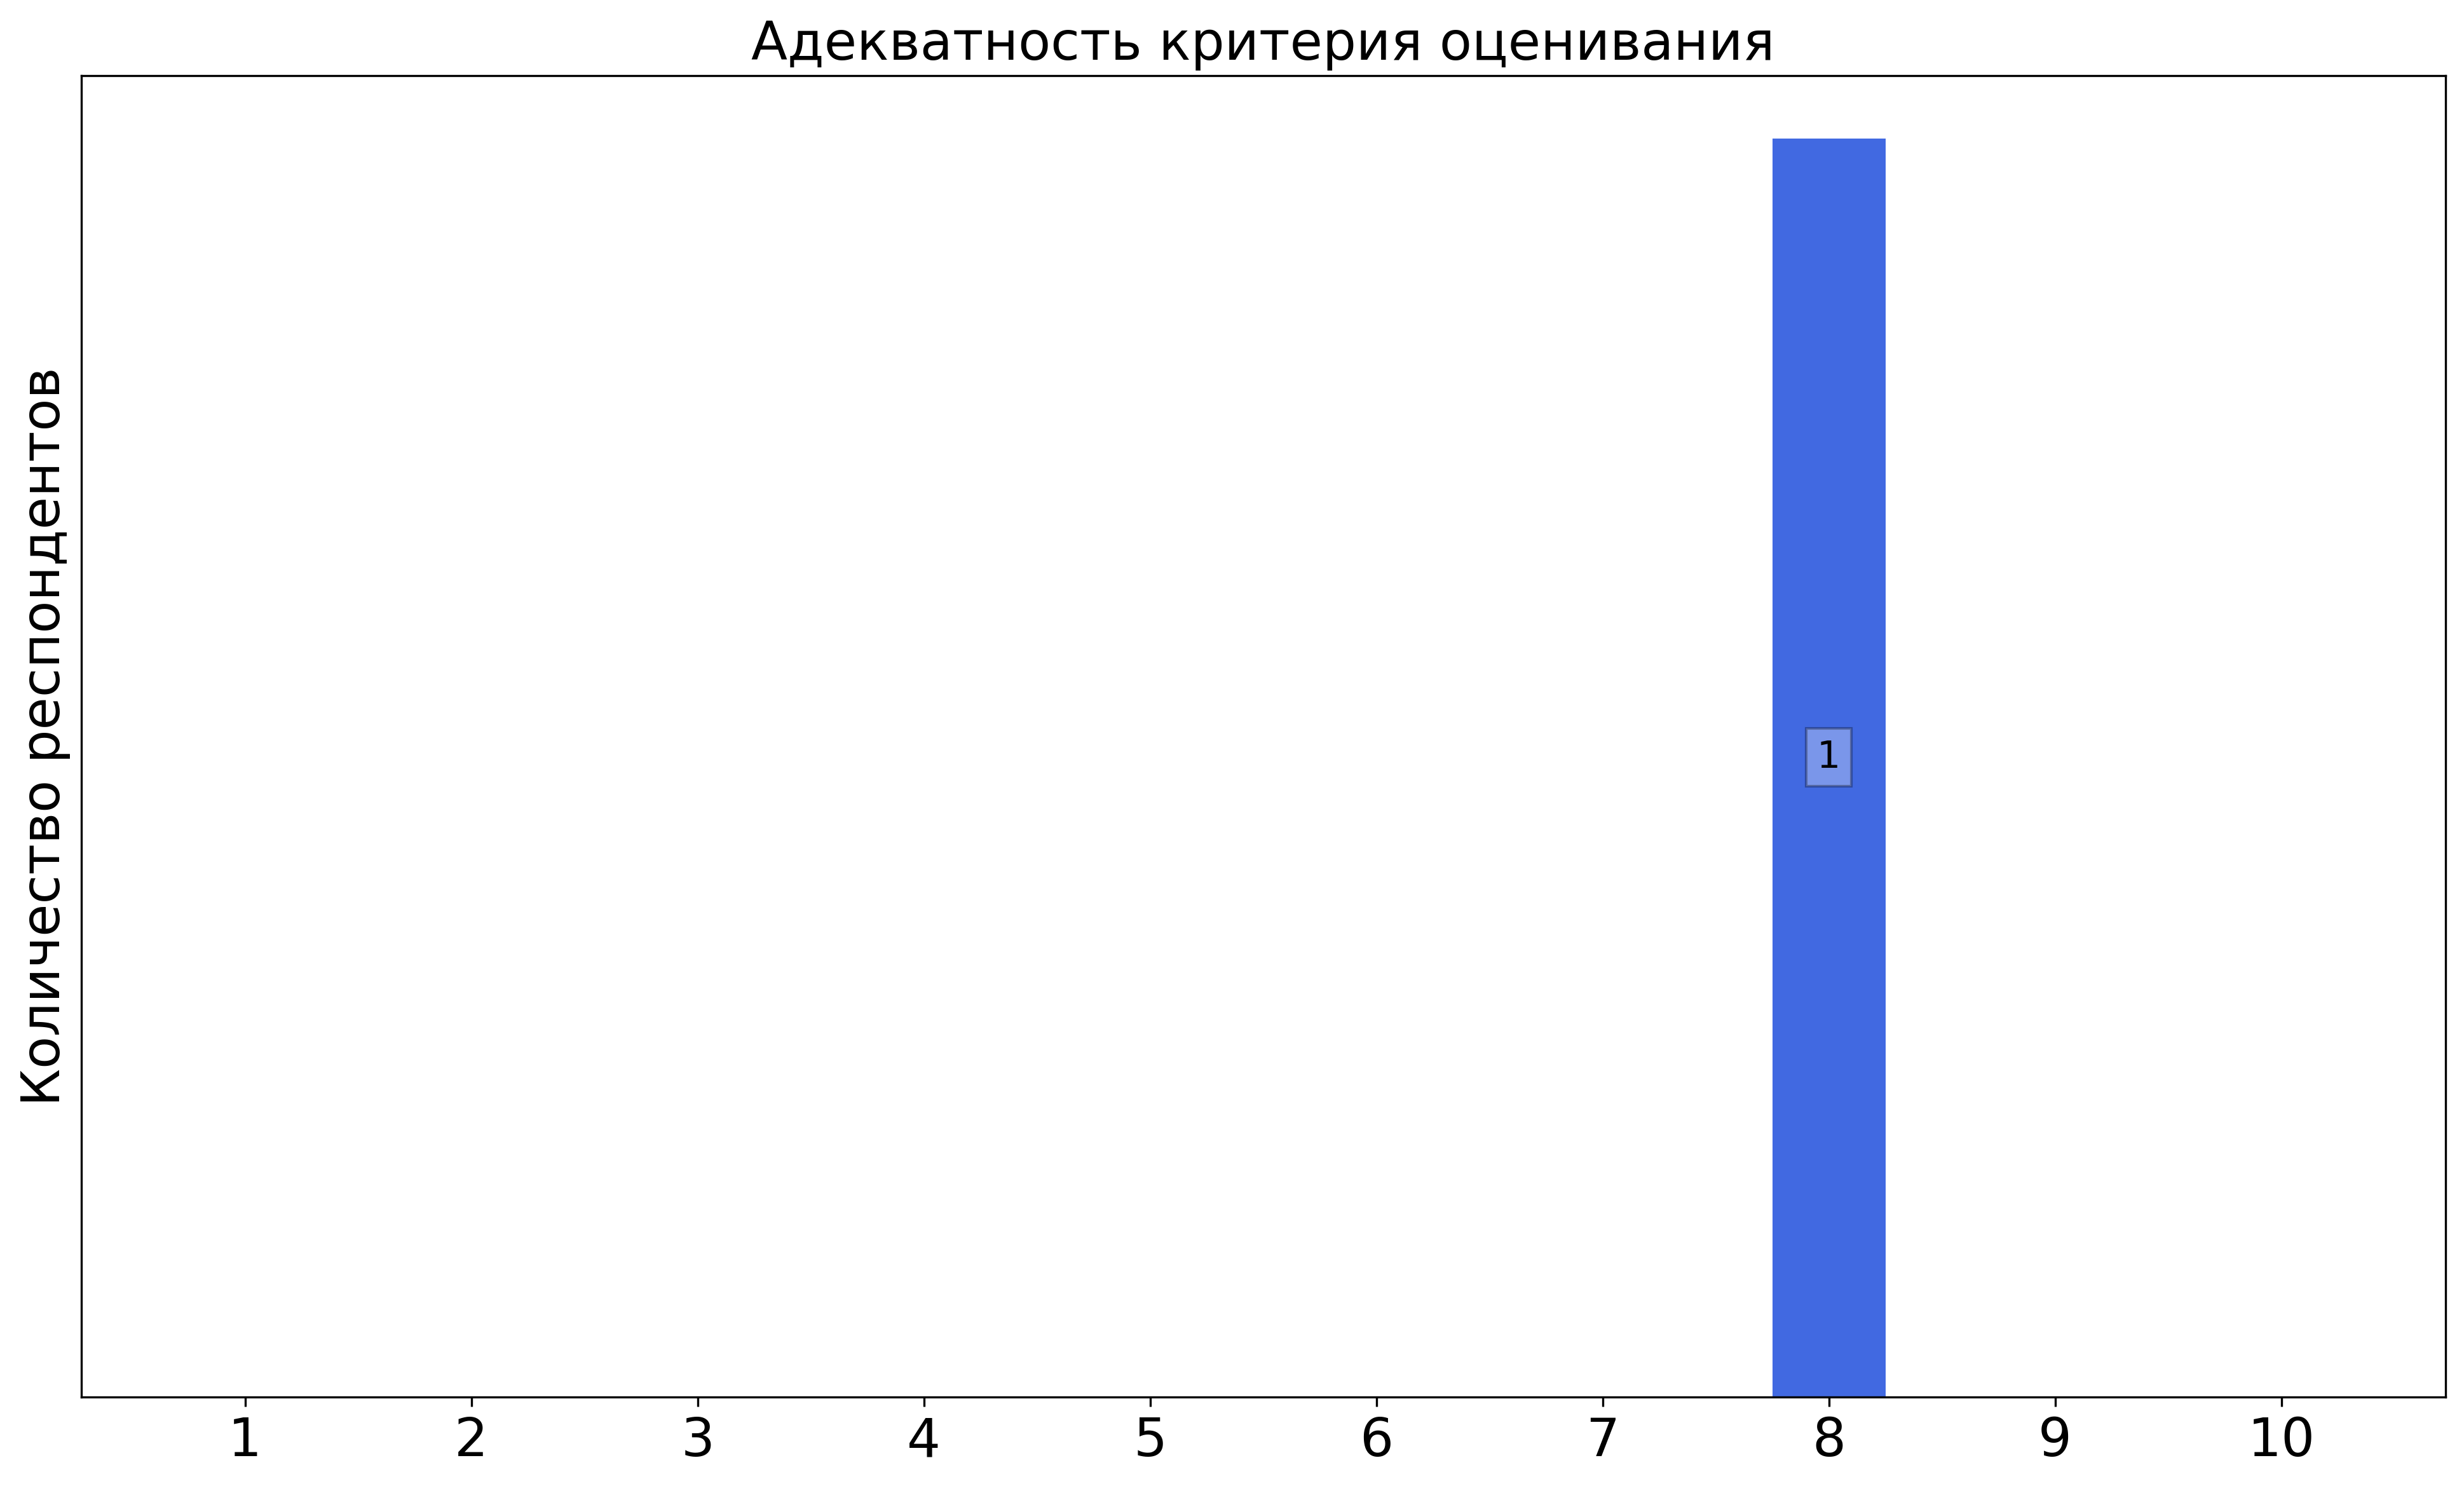 Адекватность критерия оценивания
Количество респондентов
1
1 2 3 4 5 6 7 8 9 10